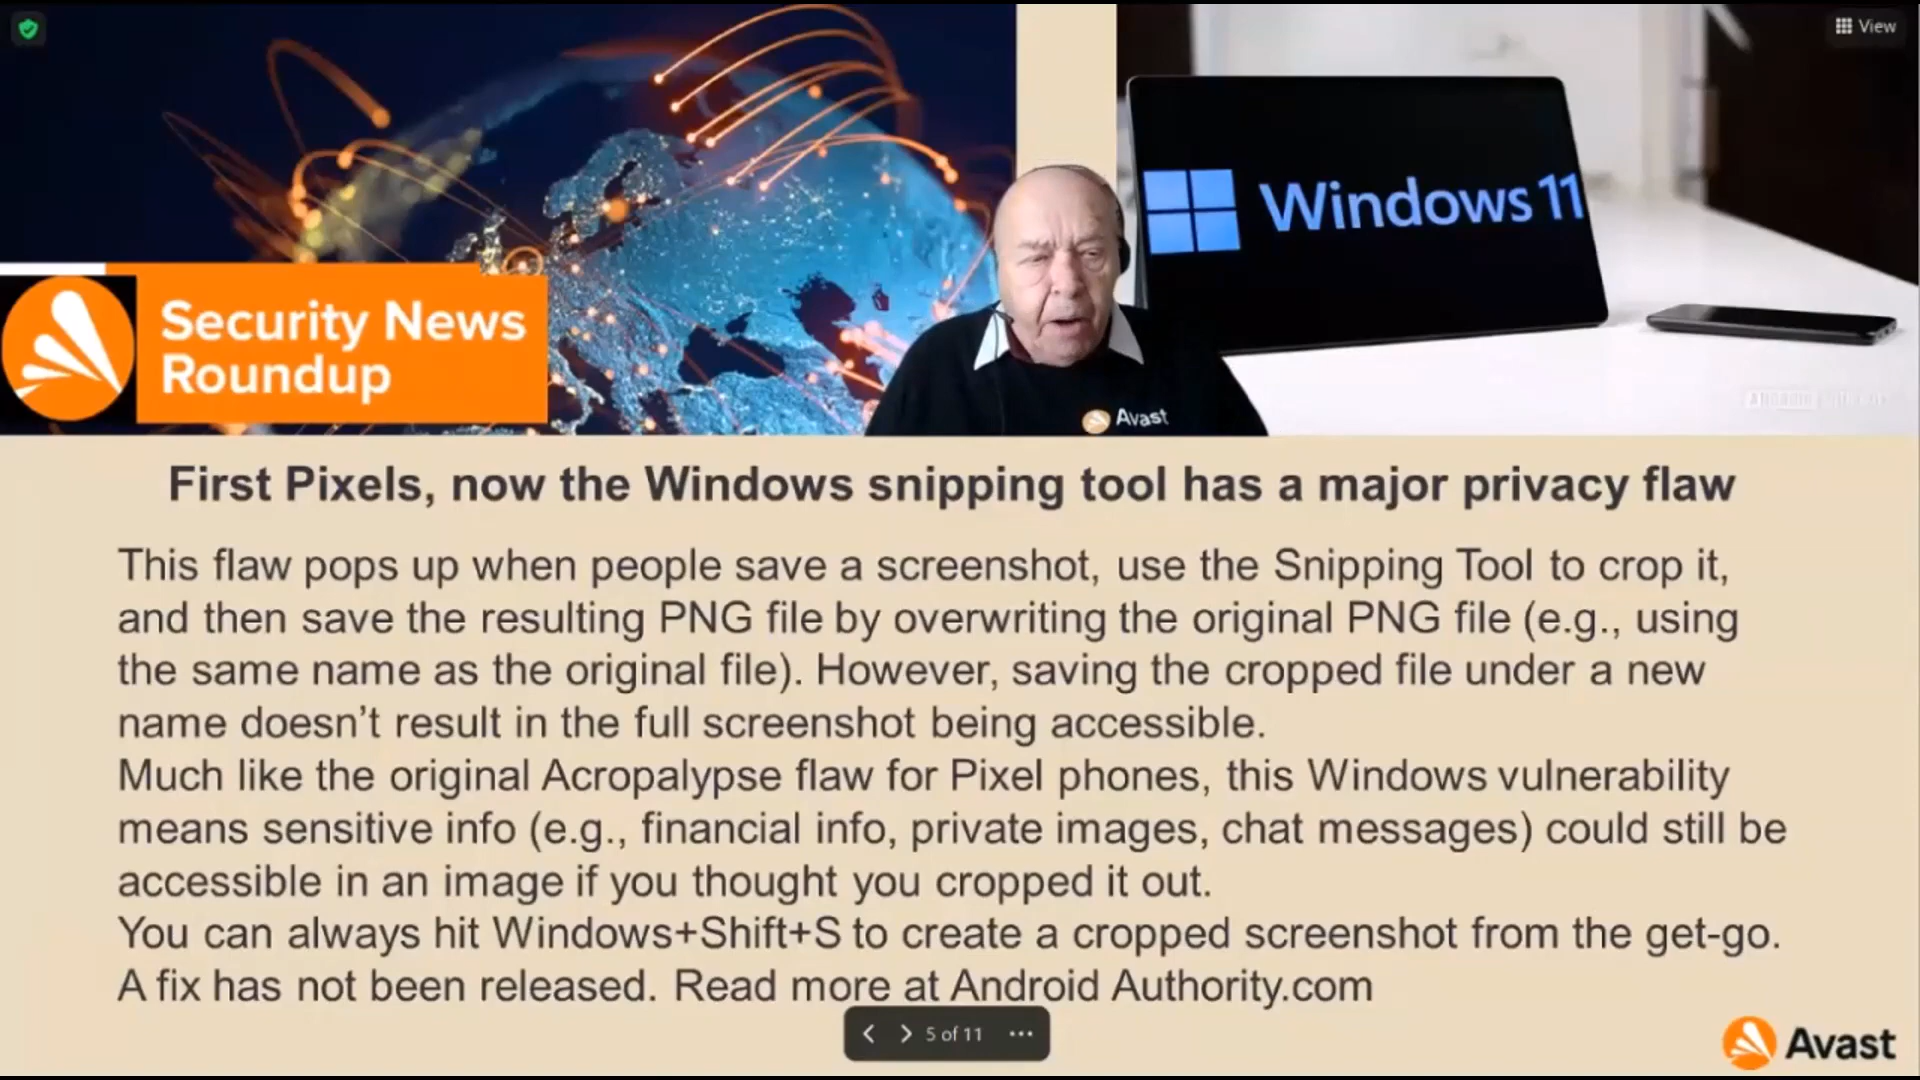 View
Windows 11
Security News
Roundup
Avast
First Pixels, now the Windows snipping tool has a major privacy flaw
This flaw pops up when people save a screenshot, use the Snipping Tool to crop it,
and then save the resulting PNG file by overwriting the original PNG file (e.g., using
the same name as the original file). However, saving the cropped file under a new
name doesn’t result in the full screenshot being accessible.
Much like the original Acropalypse flaw for Pixel phones, this Windows vulnerability
means sensitive info (e.g., financial info, private images, chat messages) could still be
accessible in an image if you thought you cropped it out.
You can always hit Windows+Shift+S to create a cropped screenshot from the get-go.
A fix has not been released. Read more at Android Authority.com
5 of 11
Avast